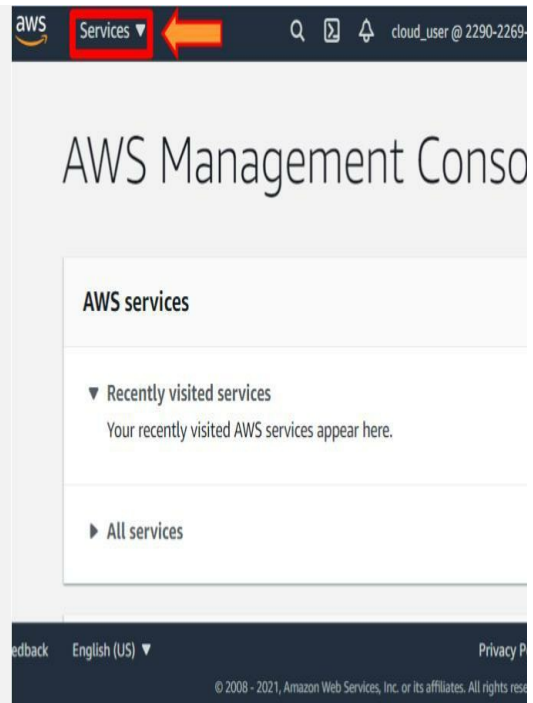 aws Services ▼ cloud_user @ 2290-2269-
AWS Management Conso
AWS services
▼ Recently visited services
Your recently visited AWS services appear here.
▶ All services
edback English (US) ▼ Privacy P
© 2008 - 2021, Amazon Web Services, Inc. or its affiliates. All rights rese